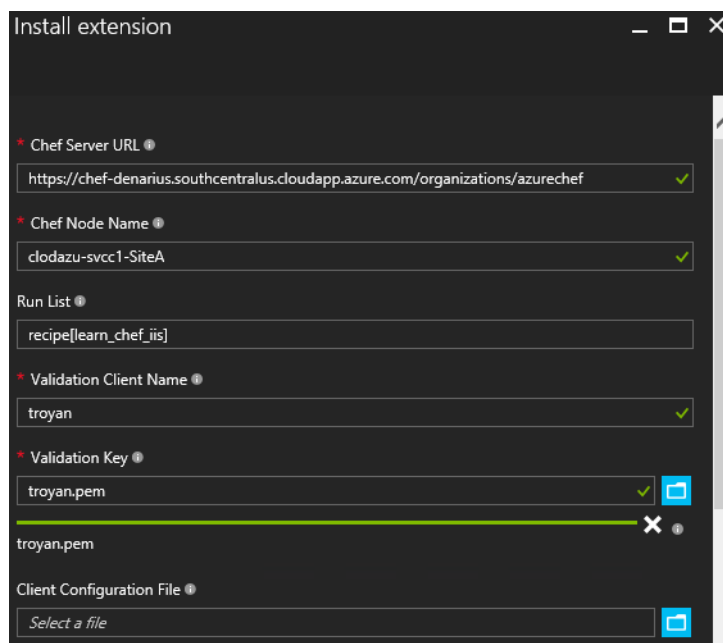 Install extension
* Chef Server URL
https://chef-denarius.southcentralus.cloudapp.azure.com/organizations/azurechef
* Chef Node Name
clodazu-svcc1-SiteA
Run List
recipe[learn_chef_iis]
* Validation Client Name
troyan
* Validation Key
troyan.pem
troyan.pem
Client Configuration File
Select a file